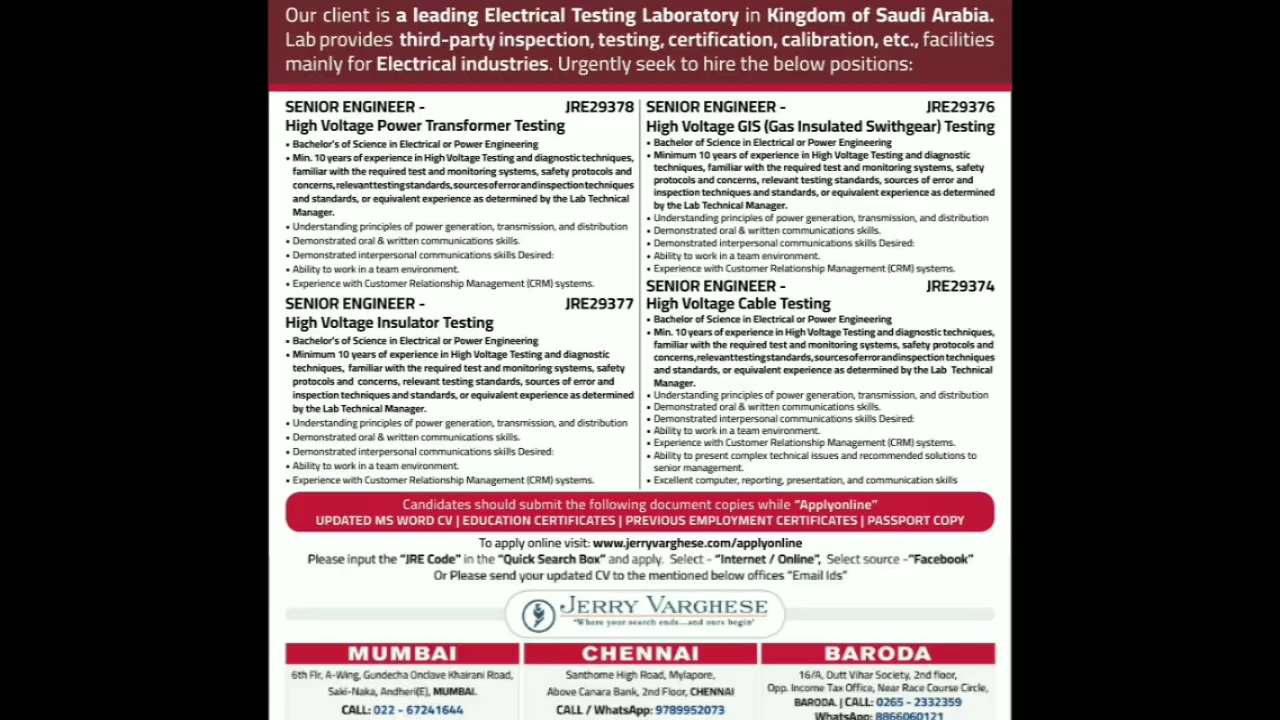 Our client is a leading Electrical Testing Laboratory in Kingdom of Saudi Arabia.
Lab provides third-party inspection, testing, certification, calibration, etc., facilities
mainly for Electrical industries. Urgently seek to hire the below positions:
SENIOR ENGINEER - JRE29378
High Voltage Power Transformer Testing
• Bachelor's of Science in Electrical or Power Engineering
• Min. 10 years of experience in High Voltage Testing and diagnostic techniques,
familiar with the required test and monitoring systems, safety protocols and
concerns, relevant testing standards, sources of error and inspection techniques
and standards, or equivalent experience as determined by the Lab Technical
Manager.
• Understanding principles of power generation, transmission, and distribution
• Demonstrated oral & written communications skills.
• Demonstrated interpersonal communications skills Desired:
• Ability to work in a team environment.
• Experience with Customer Relationship Management (CRM) systems.
SENIOR ENGINEER - JRE29377
High Voltage Insulator Testing
• Bachelor's of Science in Electrical or Power Engineering
• Minimum 10 years of experience in High Voltage Testing and diagnostic
techniques, familiar with the required test and monitoring systems, safety
protocols and concerns, relevant testing standards, sources of error and
inspection techniques and standards, or equivalent experience as determined
by the Lab Technical Manager.
• Understanding principles of power generation, transmission, and distribution
• Demonstrated oral & written communications skills.
• Demonstrated interpersonal communications skills Desired:
• Ability to work in a team environment.
• Experience with Customer Relationship Management (CRM) systems.
SENIOR ENGINEER - JRE29376
High Voltage GIS (Gas Insulated Swithgear) Testing
• Bachelor of Science in Electrical or Power Engineering
• Minimum 10 years of experience in High Voltage Testing and diagnostic
techniques, familiar with the required test and monitoring systems, safety
protocols and concerns, relevant testing standards, sources of error and
inspection techniques and standards, or equivalent experience as determined
by the Lab Technical Manager.
• Understanding principles of power generation, transmission, and distribution
• Demonstrated oral & written communications skills.
• Demonstrated interpersonal communications skills Desired:
• Ability to work in a team environment.
• Experience with Customer Relationship Management (CRM) systems.
SENIOR ENGINEER - JRE29374
High Voltage Cable Testing
• Bachelor of Science in Electrical or Power Engineering
• Min. 10 years of experience in High Voltage Testing and diagnostic techniques,
familiar with the required test and monitoring systems, safety protocols and
concerns, relevant testing standards, sources of error and inspection techniques
and standards, or equivalent experience as determined by the Lab Technical
Manager.
• Understanding principles of power generation, transmission, and distribution
• Demonstrated oral & written communications skills.
• Demonstrated interpersonal communications skills Desired:
• Ability to work in a team environment.
• Experience with Customer Relationship Management (CRM) systems.
• Ability to present complex technical issues and recommended solutions to
senior management.
• Excellent computer, reporting, presentation, and communication skills
Candidates should submit the following document copies while "Applyonline"
UPDATED MS WORD CV | EDUCATION CERTIFICATES | PREVIOUS EMPLOYMENT CERTIFICATES | PASSPORT COPY
To apply online visit: www.jerryvarghese.com/applyonline
Please input the "JRE Code" in the "Quick Search Box" and apply. Select - "Internet / Online", Select source -"Facebook"
Or Please send your updated CV to the mentioned below offices "Email Ids"
JERRY VARGHESE
"Where your search ends...and ours begin"
MUMBAI
6th Flr, A-Wing, Gundecha Onclave Khairani Road,
Saki-Naka, Andheri(E), MUMBAI.
CALL: 022 - 67241644
CHENNAI
Santhome High Road, Mylapore,
Above Canara Bank, 2nd Floor, CHENNAI
CALL / WhatsApp: 9789952073
BARODA
16/A, Dutt Vihar Society, 2nd floor,
Opp. Income Tax Office, Near Race Course Circle,
BARODA. | CALL: 0265 - 2332359
WhatsApp: 8866060121